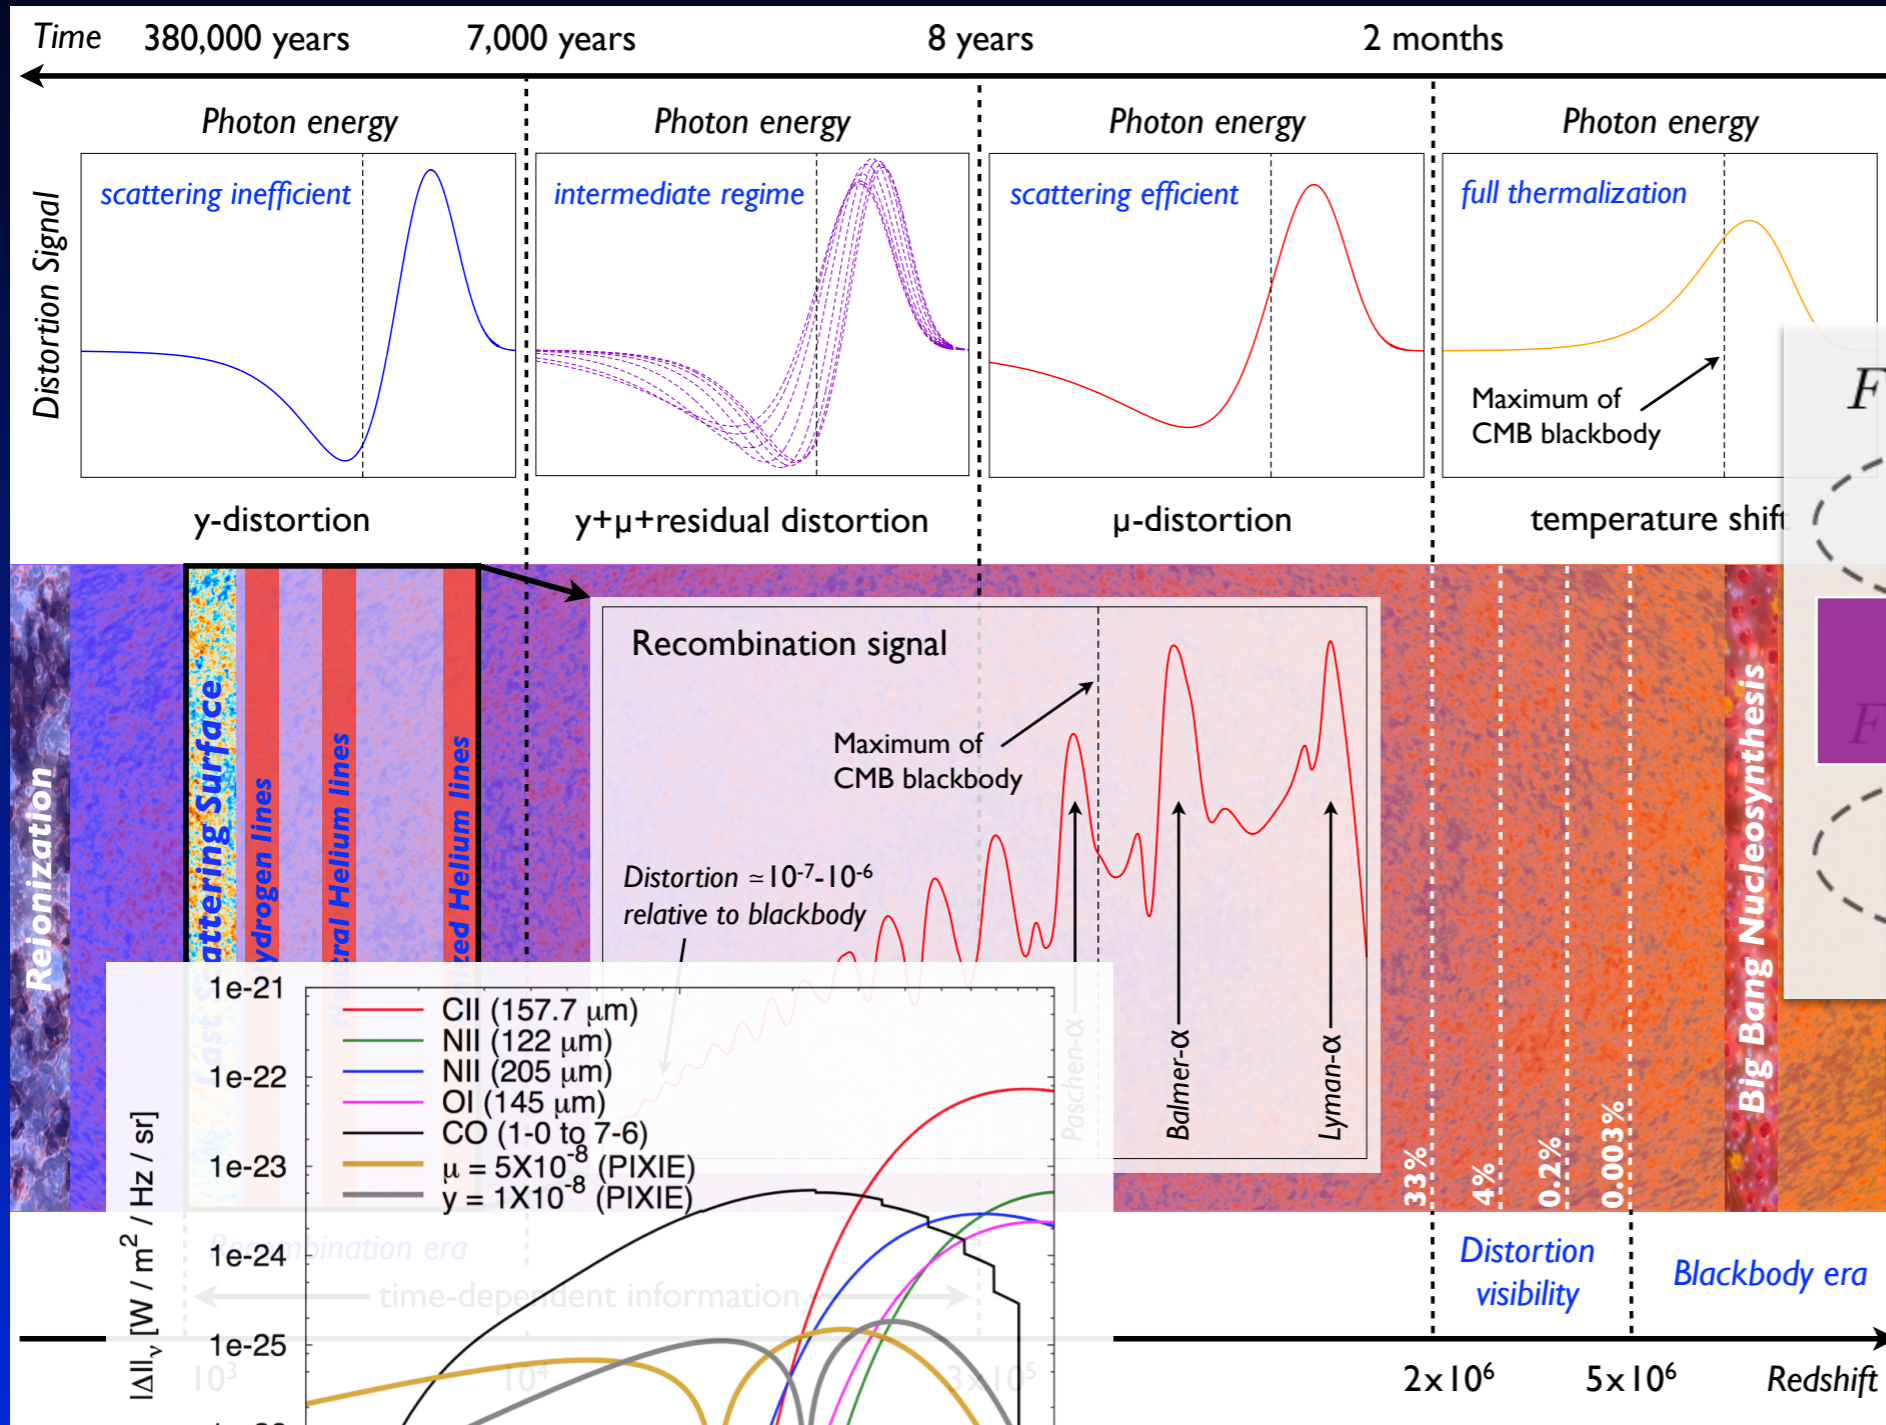 Time 380,000 years 7,000 years 8 years 2 months
Photon energy Photon energy Photon energy Photon energy
Distortion Signal
scattering inefficient
intermediate regime
scattering efficient
full thermalization
Maximum of
CMB blackbody
y-distortion
y+μ+residual distortion
μ-distortion
temperature shift
F
F
Reionization
Last Scattering Surface
ydrogen lines
Neutral Helium lines
ized Helium lines
Recombination signal
Maximum of
CMB blackbody
Distortion ≃10⁻⁷-10⁻⁶
relative to blackbody
Paschen-α
Balmer-α
Lyman-α
33%
4%
0.2%
0.003%
Big Bang Nucleosynthesis
1e-21
1e-22
1e-23
1e-24
1e-25
|ΔI|ν [W / m² / Hz / sr]
CII (157.7 μm)
NII (122 μm)
NII (205 μm)
OI (145 μm)
CO (1-0 to 7-6)
μ = 5X10⁻⁸ (PIXIE)
y = 1X10⁻⁸ (PIXIE)
Recombination era
time-dependent information
Distortion
visibility
Blackbody era
10³ 10⁴ 3x10⁵ 2x10⁶ 5x10⁶ Redshift